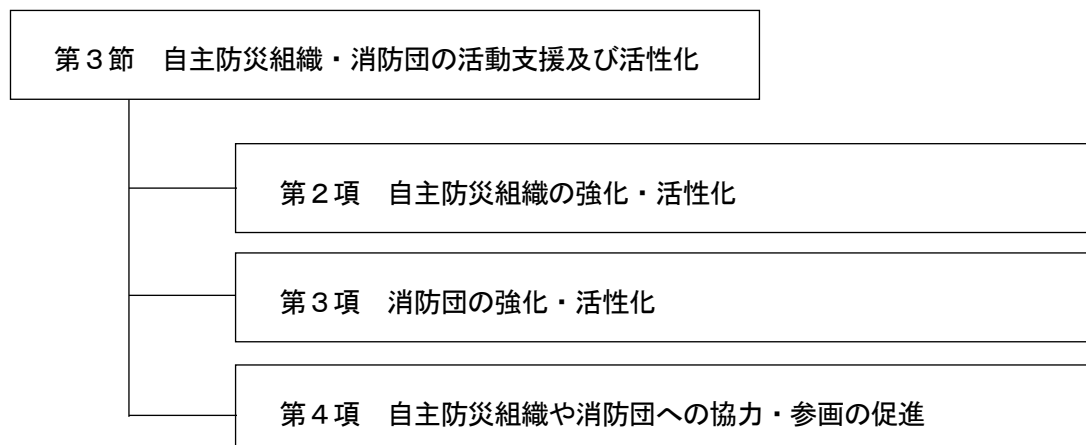 第３節　自主防災組織・消防団の活動支援及び活性化
第２項　自主防災組織の強化・活性化
第３項　消防団の強化・活性化
第４項　自主防災組織や消防団への協力・参画の促進